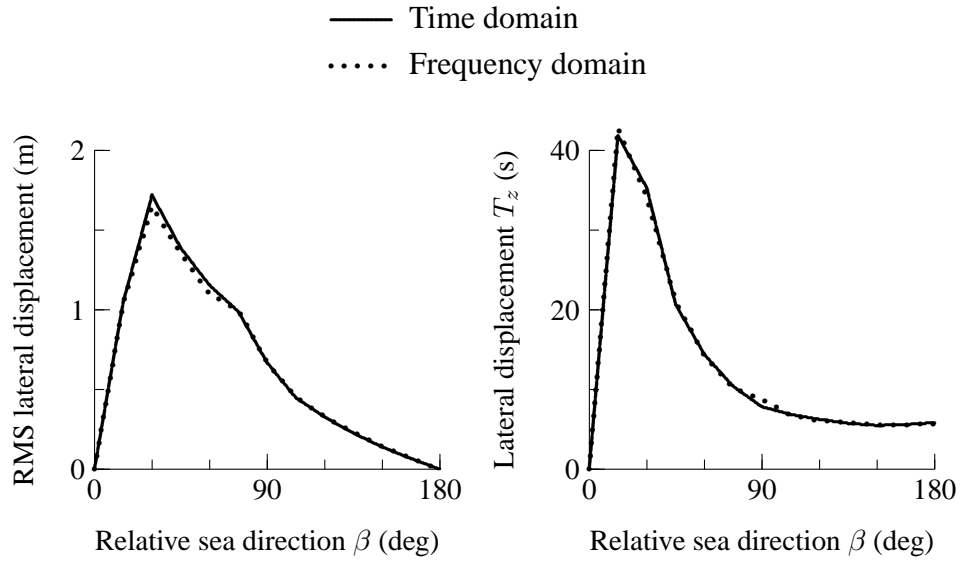 Time domain
Frequency domain
RMS lateral displacement (m)
2
1
0
0 90 180
Relative sea direction β (deg)
Lateral displacement T_z (s)
40
20
0
0 90 180
Relative sea direction β (deg)